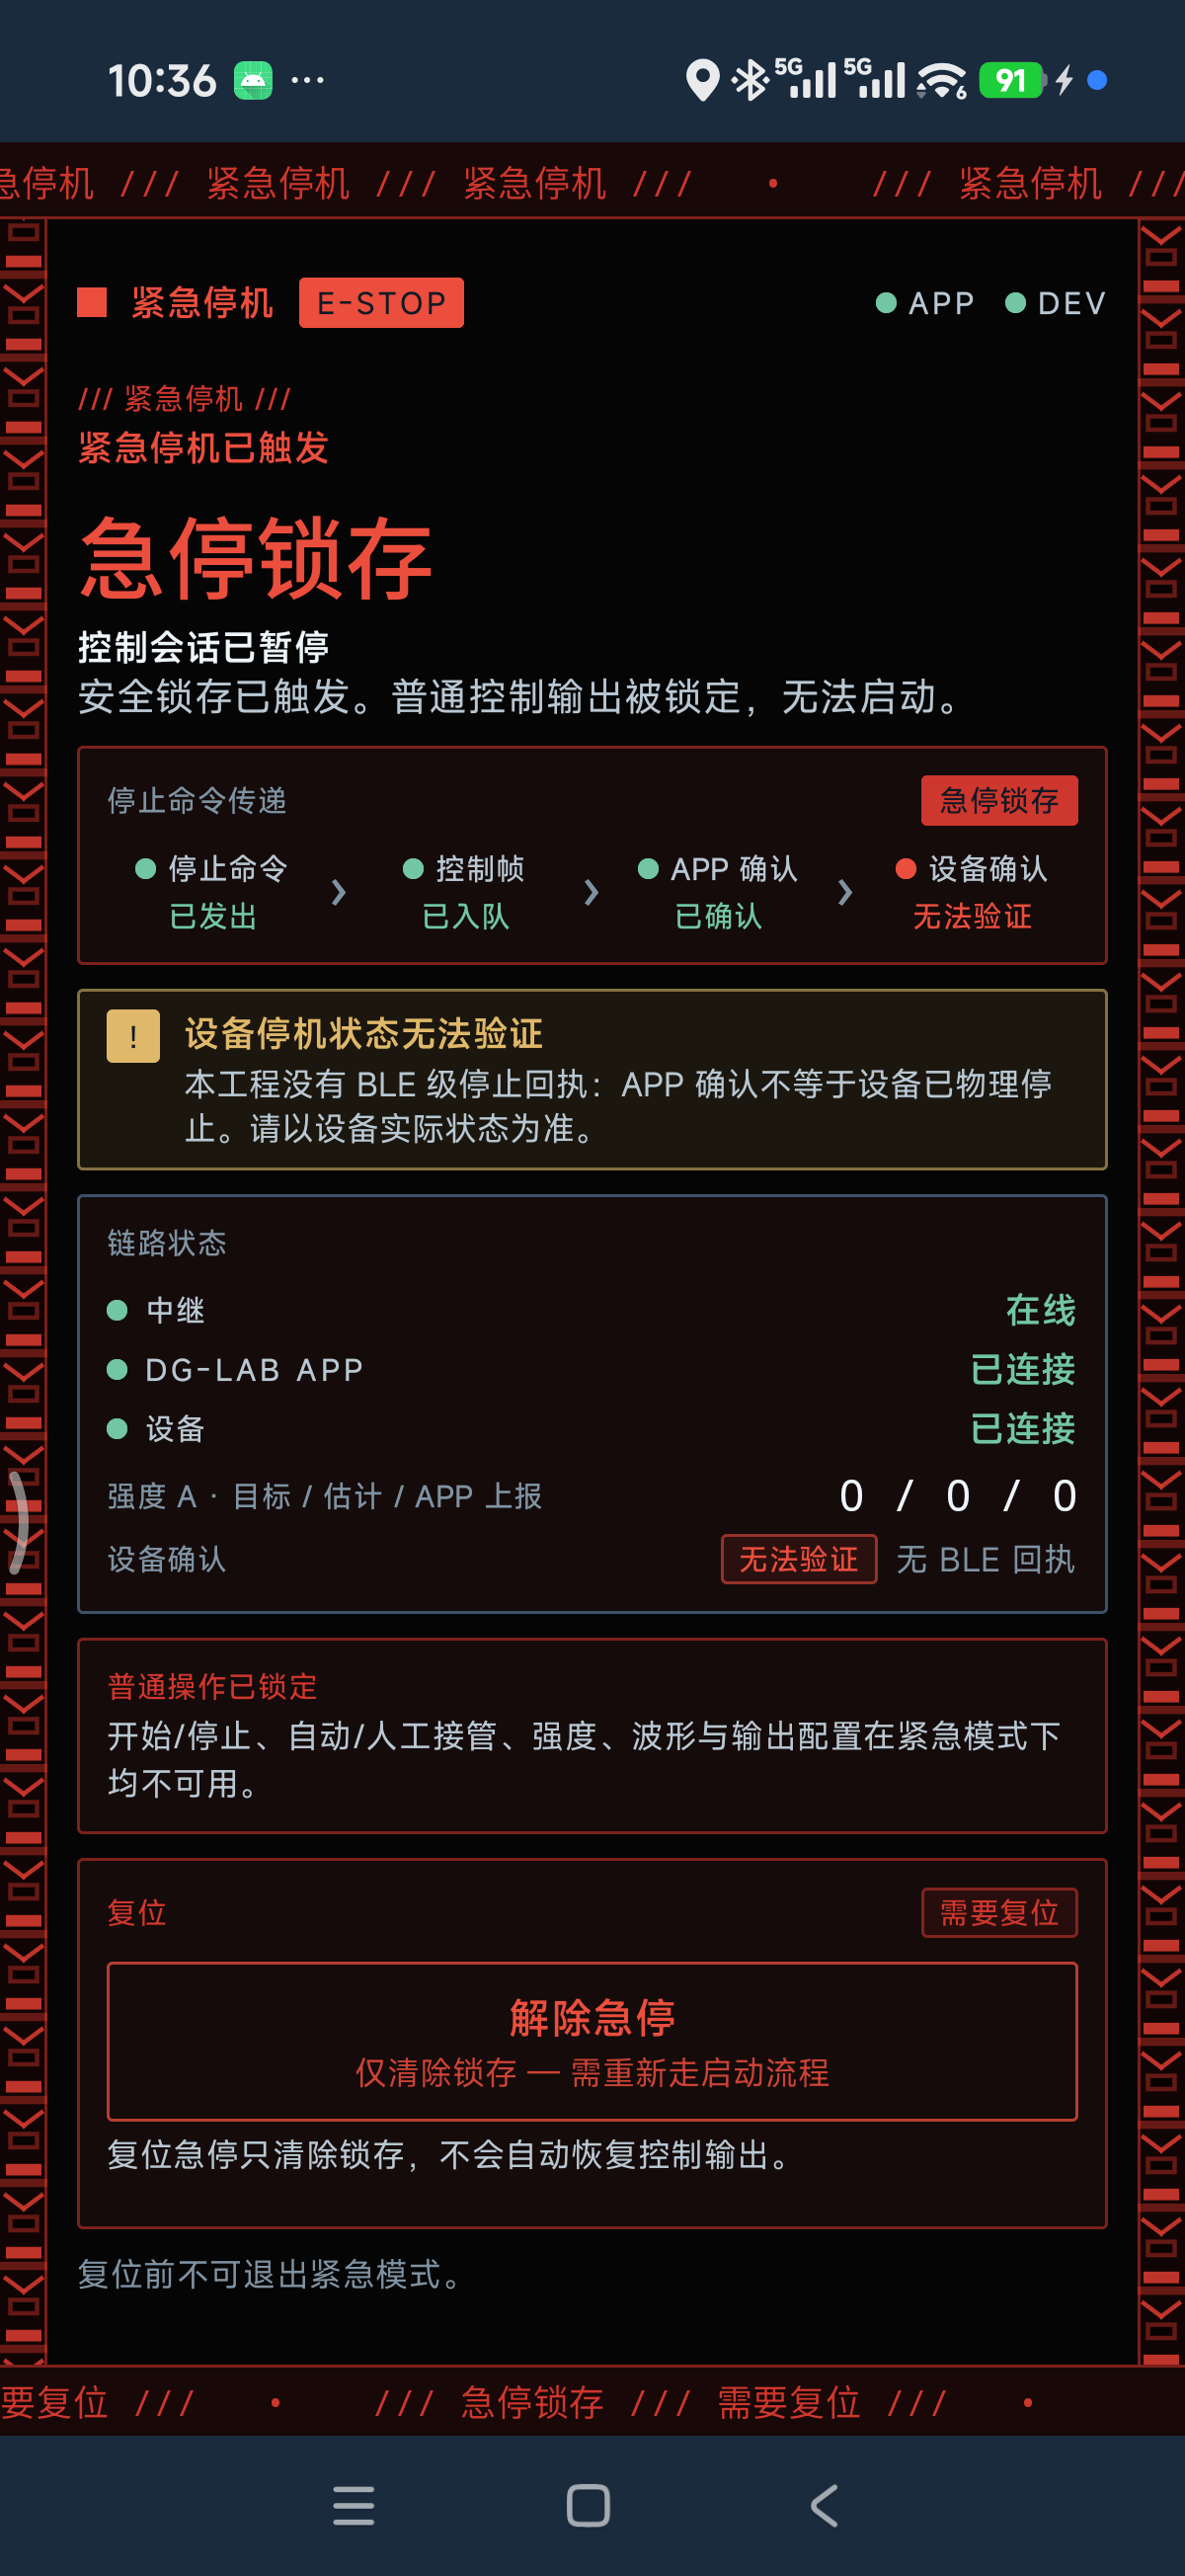 10:36 ···
5G 5G 6 91
急停机 /// 紧急停机 /// 紧急停机 /// • /// 紧急停机 ///
紧急停机 E-STOP APP DEV
/// 紧急停机 ///
紧急停机已触发
急停锁存
控制会话已暂停
安全锁存已触发。普通控制输出被锁定，无法启动。
停止命令传递 急停锁存
停止命令 › 控制帧 › APP 确认 › 设备确认
已发出 已入队 已确认 无法验证
! 设备停机状态无法验证
本工程没有 BLE 级停止回执：APP 确认不等于设备已物理停
止。请以设备实际状态为准。
链路状态
中继 在线
DG-LAB APP 已连接
设备 已连接
强度 A · 目标 / 估计 / APP 上报 0 / 0 / 0
设备确认 无法验证 无 BLE 回执
普通操作已锁定
开始/停止、自动/人工接管、强度、波形与输出配置在紧急模式下
均不可用。
复位 需要复位
解除急停
仅清除锁存 — 需重新走启动流程
复位急停只清除锁存，不会自动恢复控制输出。
复位前不可退出紧急模式。
要复位 /// • /// 急停锁存 /// 需要复位 /// •